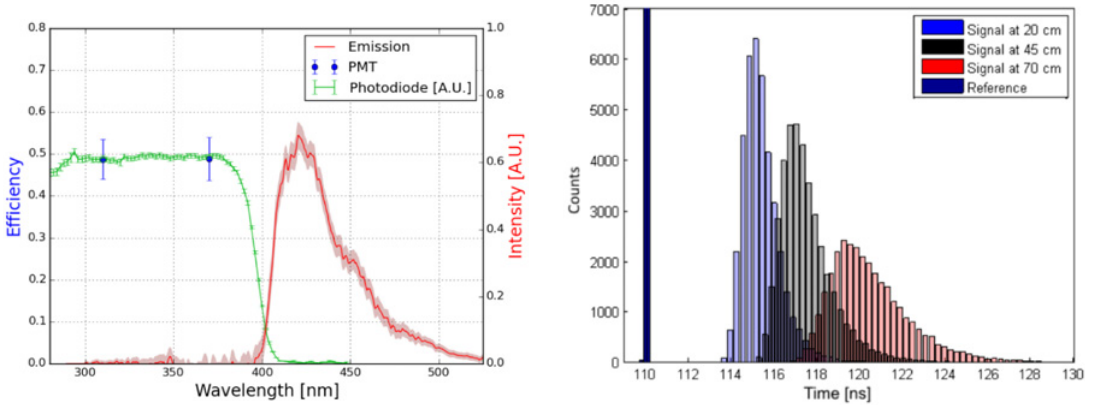 0.8
0.7
0.6
0.5
0.4
0.3
0.2
0.1
0.0
Efficiency
Emission
PMT
Photodiode [A.U.]
1.0
0.8
0.6
0.4
0.2
0.0
Intensity [A.U.]
300 350 400 450 500
Wavelength [nm]
7000
6000
5000
4000
3000
2000
1000
0
Counts
Signal at 20 cm
Signal at 45 cm
Signal at 70 cm
Reference
110 112 114 116 118 120 122 124 126 128 130
Time [ns]